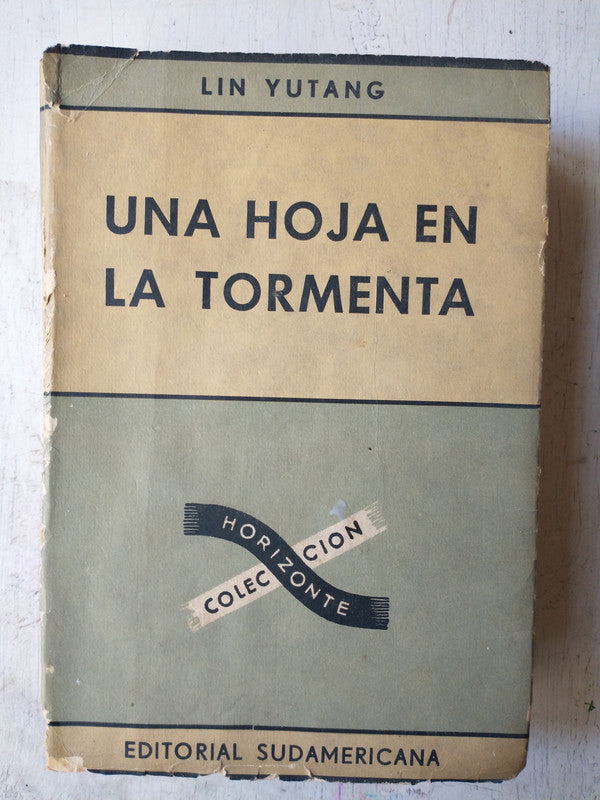 LIN YUTANG
UNA HOJA EN
LA TORMENTA
COLECCION
HORIZONTE
EDITORIAL SUDAMERICANA